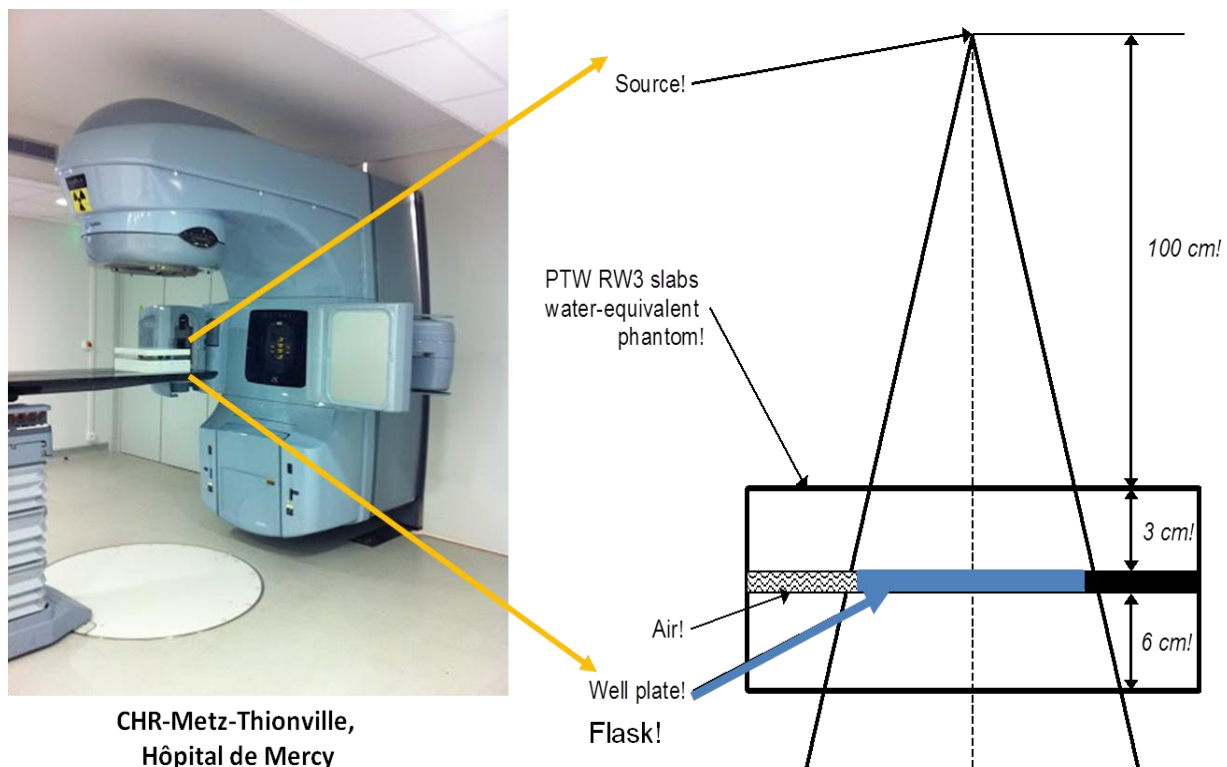 Source!
100 cm!
PTW RW3 slabs
water-equivalent
phantom!
3 cm!
Air!
6 cm!
Well plate!
Flask!
CHR-Metz-Thionville,
Hôpital de Mercy